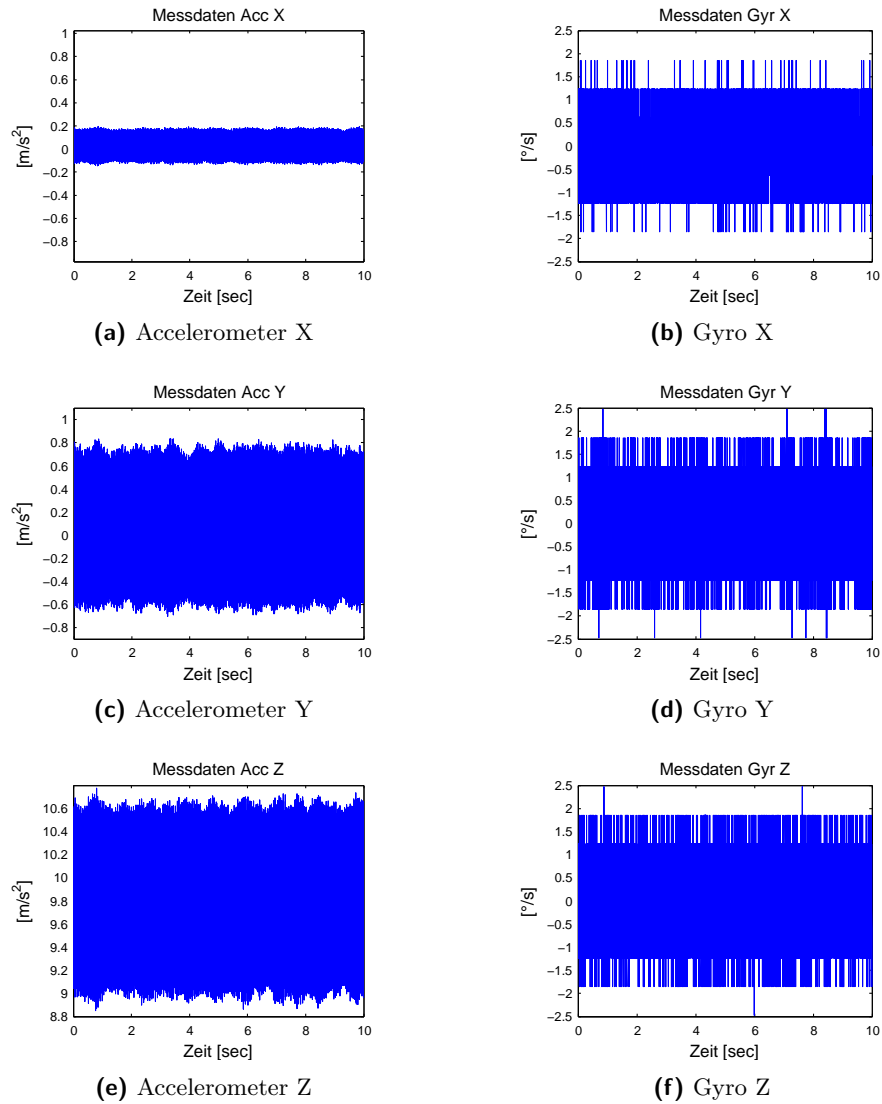 Messdaten Acc X
1
0.8
0.6
0.4
0.2
0
−0.2
−0.4
−0.6
−0.8
[m/s2]
0 2 4 6 8 10
Zeit [sec]
(a) Accelerometer X
Messdaten Gyr X
2.5
2
1.5
1
0.5
0
−0.5
−1
−1.5
−2
−2.5
[°/s]
0 2 4 6 8 10
Zeit [sec]
(b) Gyro X
Messdaten Acc Y
1
0.8
0.6
0.4
0.2
0
−0.2
−0.4
−0.6
−0.8
[m/s2]
0 2 4 6 8 10
Zeit [sec]
(c) Accelerometer Y
Messdaten Gyr Y
2.5
2
1.5
1
0.5
0
−0.5
−1
−1.5
−2
−2.5
[°/s]
0 2 4 6 8 10
Zeit [sec]
(d) Gyro Y
Messdaten Acc Z
10.6
10.4
10.2
10
9.8
9.6
9.4
9.2
9
8.8
[m/s2]
0 2 4 6 8 10
Zeit [sec]
(e) Accelerometer Z
Messdaten Gyr Z
2.5
2
1.5
1
0.5
0
−0.5
−1
−1.5
−2
−2.5
[°/s]
0 2 4 6 8 10
Zeit [sec]
(f) Gyro Z